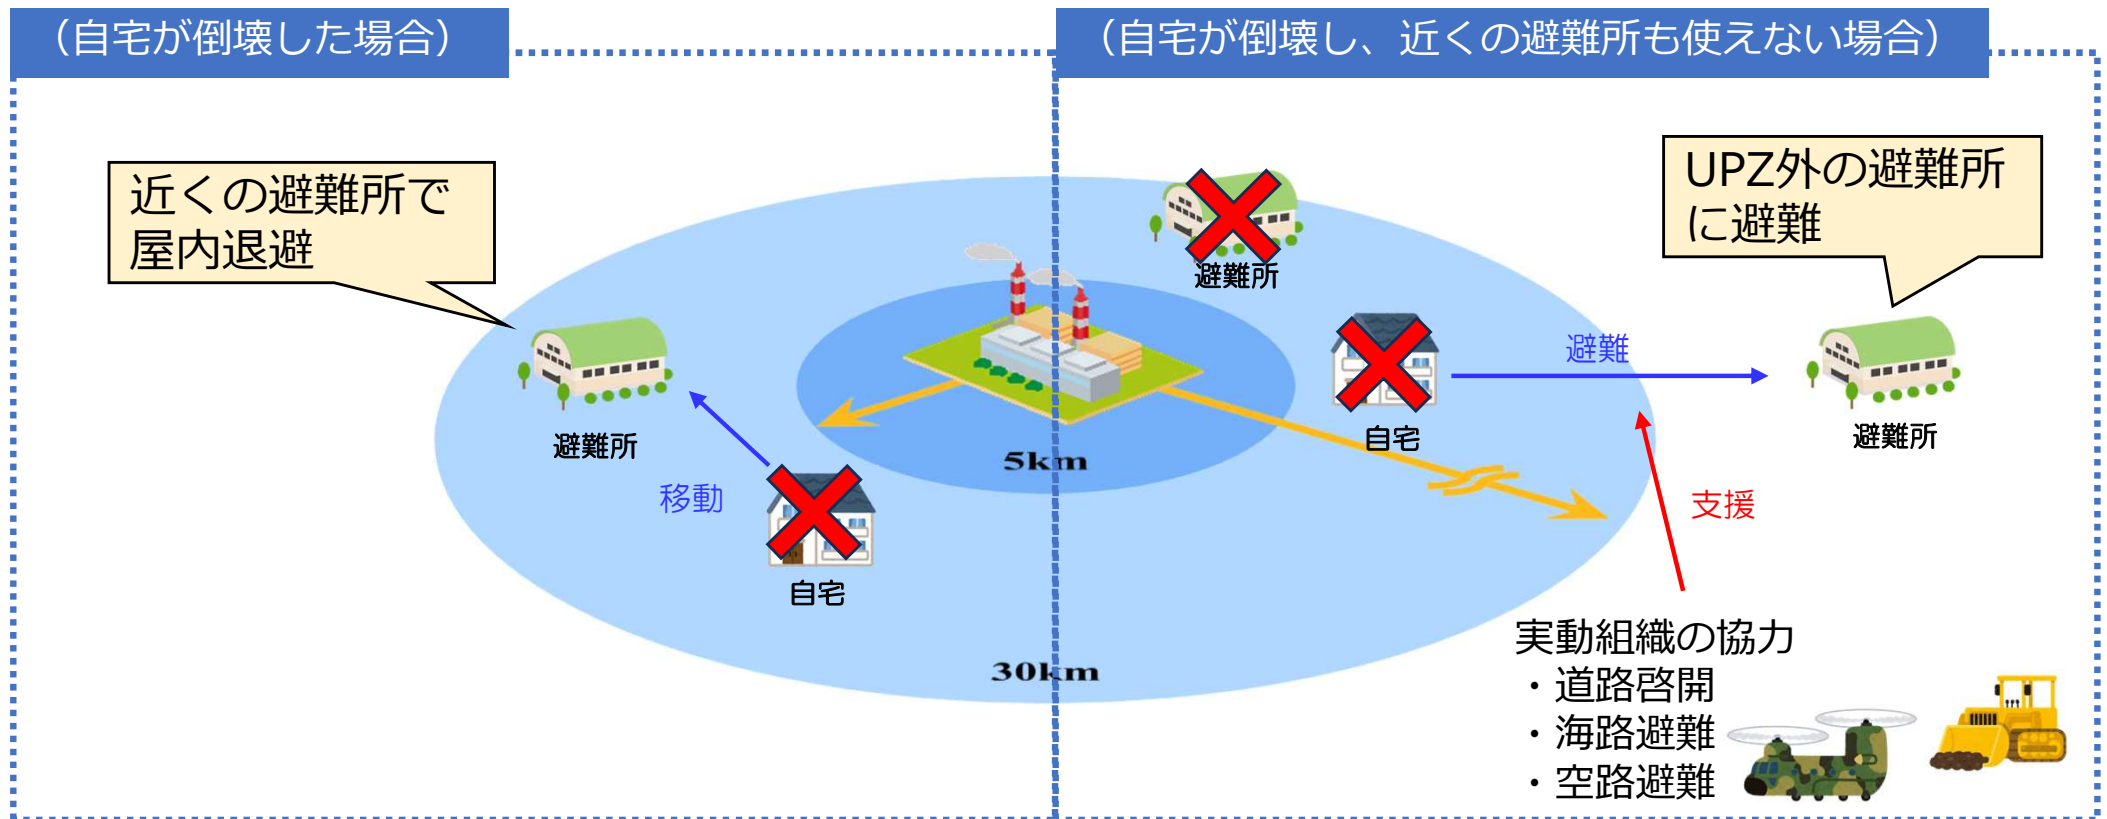 （自宅が倒壊した場合）
近くの避難所で
屋内退避
避難所
移動
自宅
5km
30km
（自宅が倒壊し、近くの避難所も使えない場合）
避難所
UPZ外の避難所
に避難
自宅
避難
避難所
支援
実動組織の協力
・道路啓開
・海路避難
・空路避難